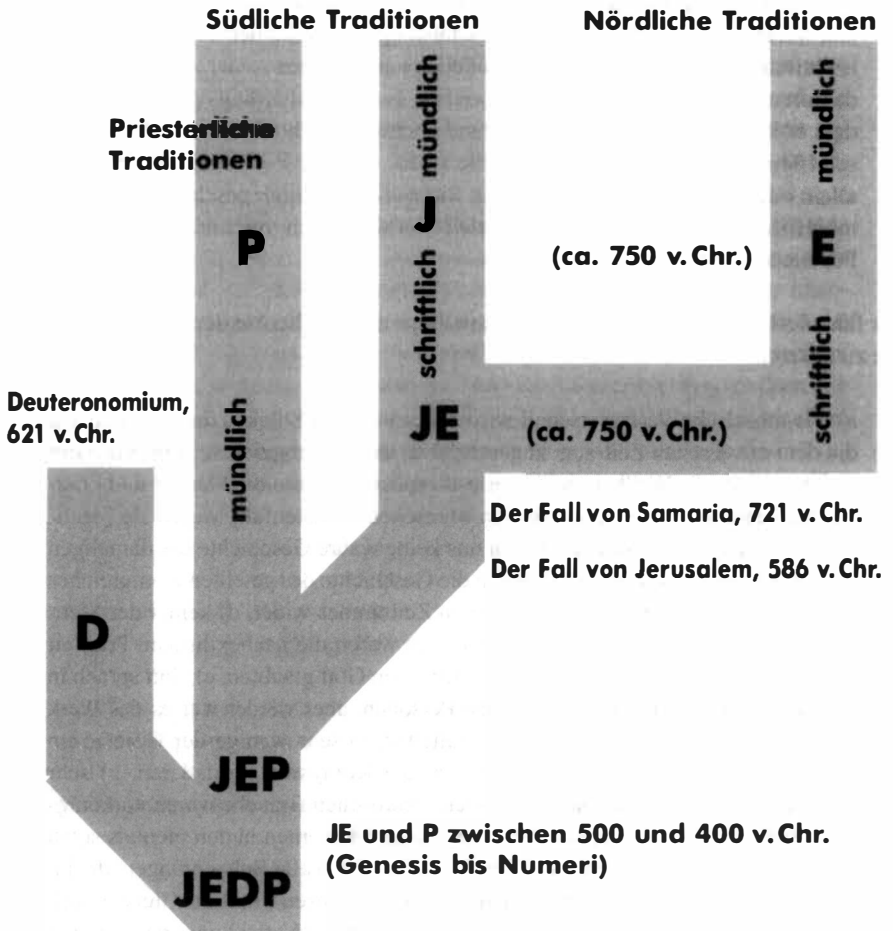 Südliche Traditionen
Nördliche Traditionen
mündlich
mündlich
Priesterliche
Traditionen
P
J
(ca. 750 v.Chr.)
E
schriftlich
schriftlich
Deuteronomium,
621 v.Chr.
mündlich
JE
(ca. 750 v.Chr.)
Der Fall von Samaria, 721 v.Chr.
Der Fall von Jerusalem, 586 v.Chr.
D
JEP
JE und P zwischen 500 und 400 v.Chr.
(Genesis bis Numeri)
JEDP